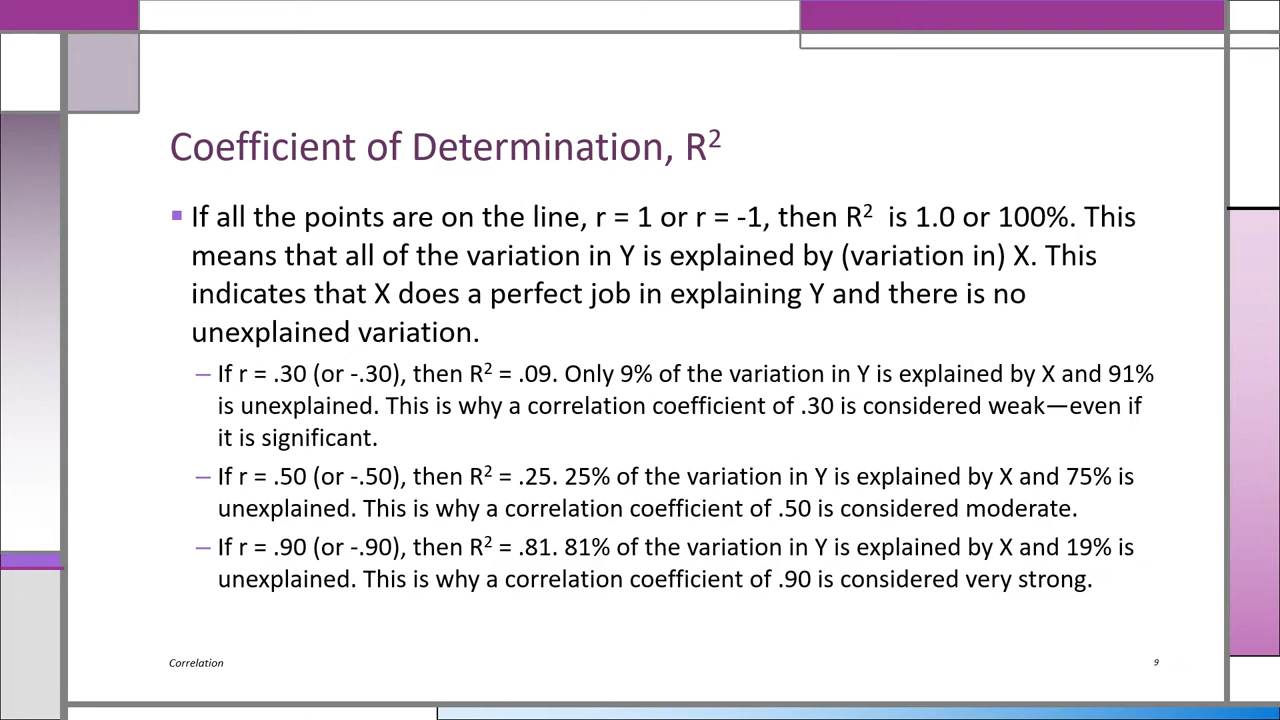 Coefficient of Determination, R²
▪ If all the points are on the line, r = 1 or r = -1, then R² is 1.0 or 100%. This
means that all of the variation in Y is explained by (variation in) X. This
indicates that X does a perfect job in explaining Y and there is no
unexplained variation.
– If r = .30 (or -.30), then R² = .09. Only 9% of the variation in Y is explained by X and 91%
is unexplained. This is why a correlation coefficient of .30 is considered weak—even if
it is significant.
– If r = .50 (or -.50), then R² = .25. 25% of the variation in Y is explained by X and 75% is
unexplained. This is why a correlation coefficient of .50 is considered moderate.
– If r = .90 (or -.90), then R² = .81. 81% of the variation in Y is explained by X and 19% is
unexplained. This is why a correlation coefficient of .90 is considered very strong.
Correlation
9